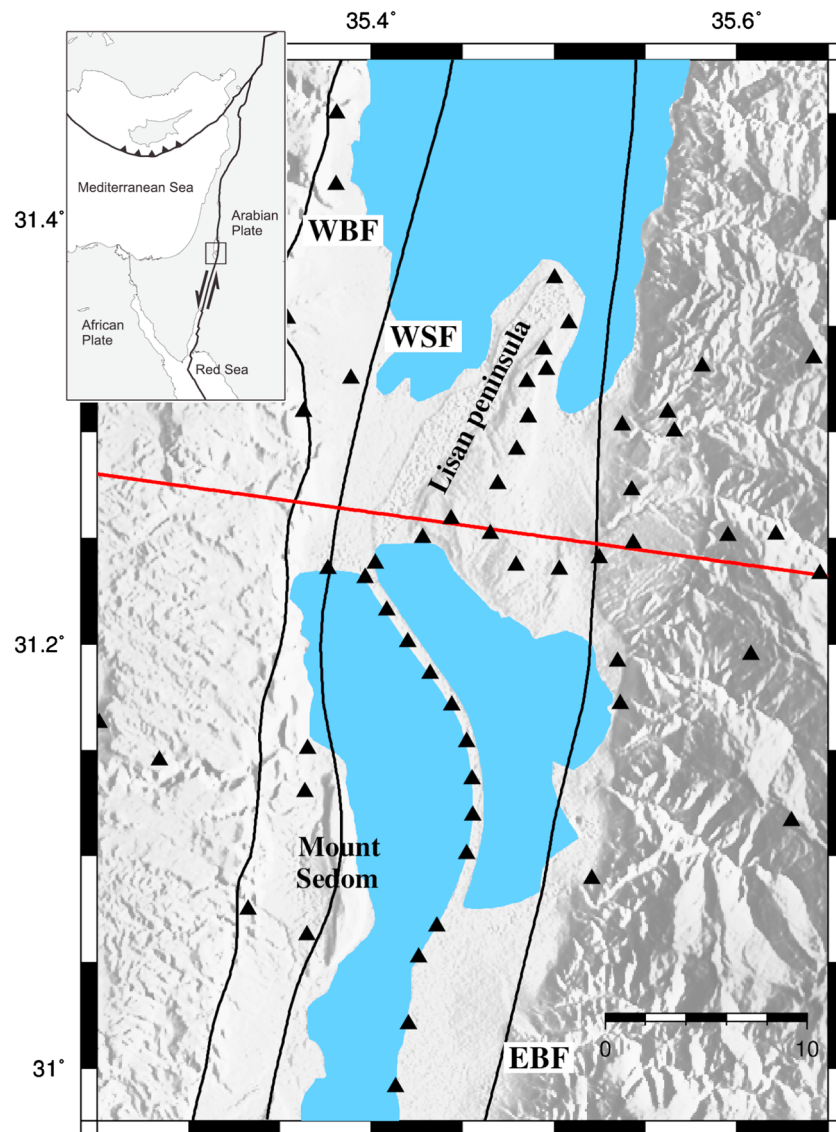 35.4˚
35.6˚
Mediterranean Sea
Arabian
Plate
31.4˚
WBF
African
Plate
WSF
Red Sea
Lisan peninsula
31.2˚
Mount
Sedom
31˚
EBF
0
10